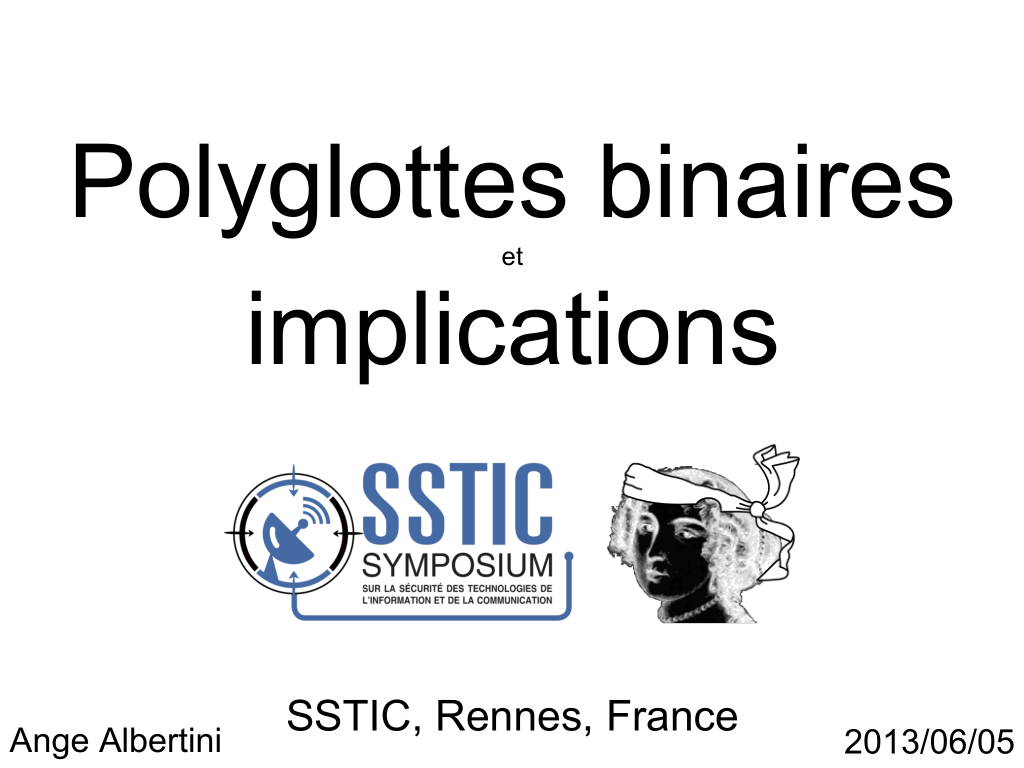 Polyglottes binaires
et
implications
SSTIC
SYMPOSIUM
SUR LA SÉCURITÉ DES TECHNOLOGIES DE
L'INFORMATION ET DE LA COMMUNICATION
SSTIC, Rennes, France
Ange Albertini
2013/06/05